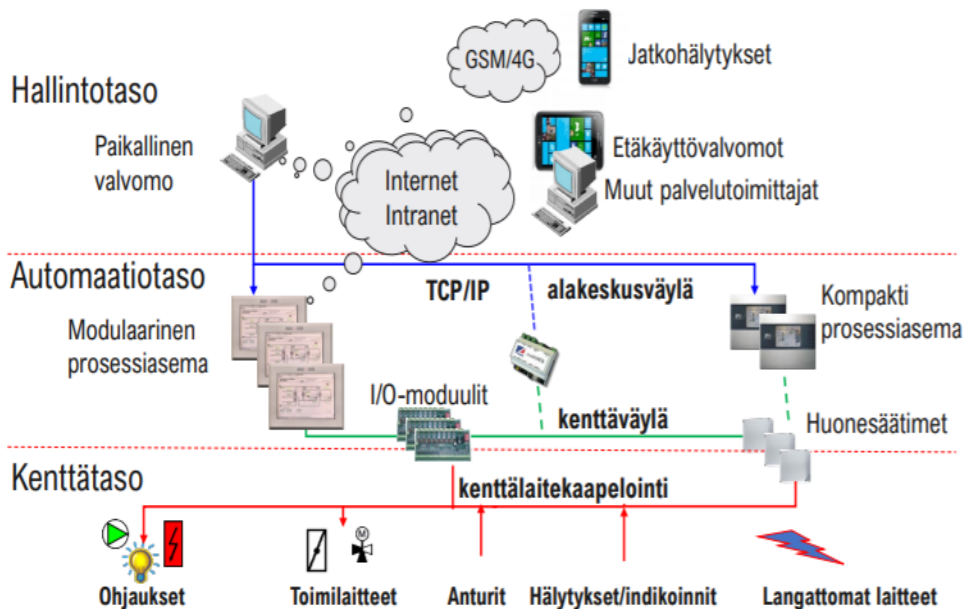 GSM/4G
Jatkohälytykset
Hallintotaso
Paikallinen
valvomo
Internet
Intranet
Etäkäyttövalvomot
Muut palvelutoimittajat
Automaatiotaso
TCP/IP
alakeskusväylä
Modulaarinen
prosessiasema
Kompakti
prosessiasema
I/O-moduulit
kenttäväylä
Huonesäätimet
Kenttätaso
kenttälaitekaapelointi
M
Ohjaukset
Toimilaitteet
Anturit
Hälytykset/indikoinnit
Langattomat laitteet